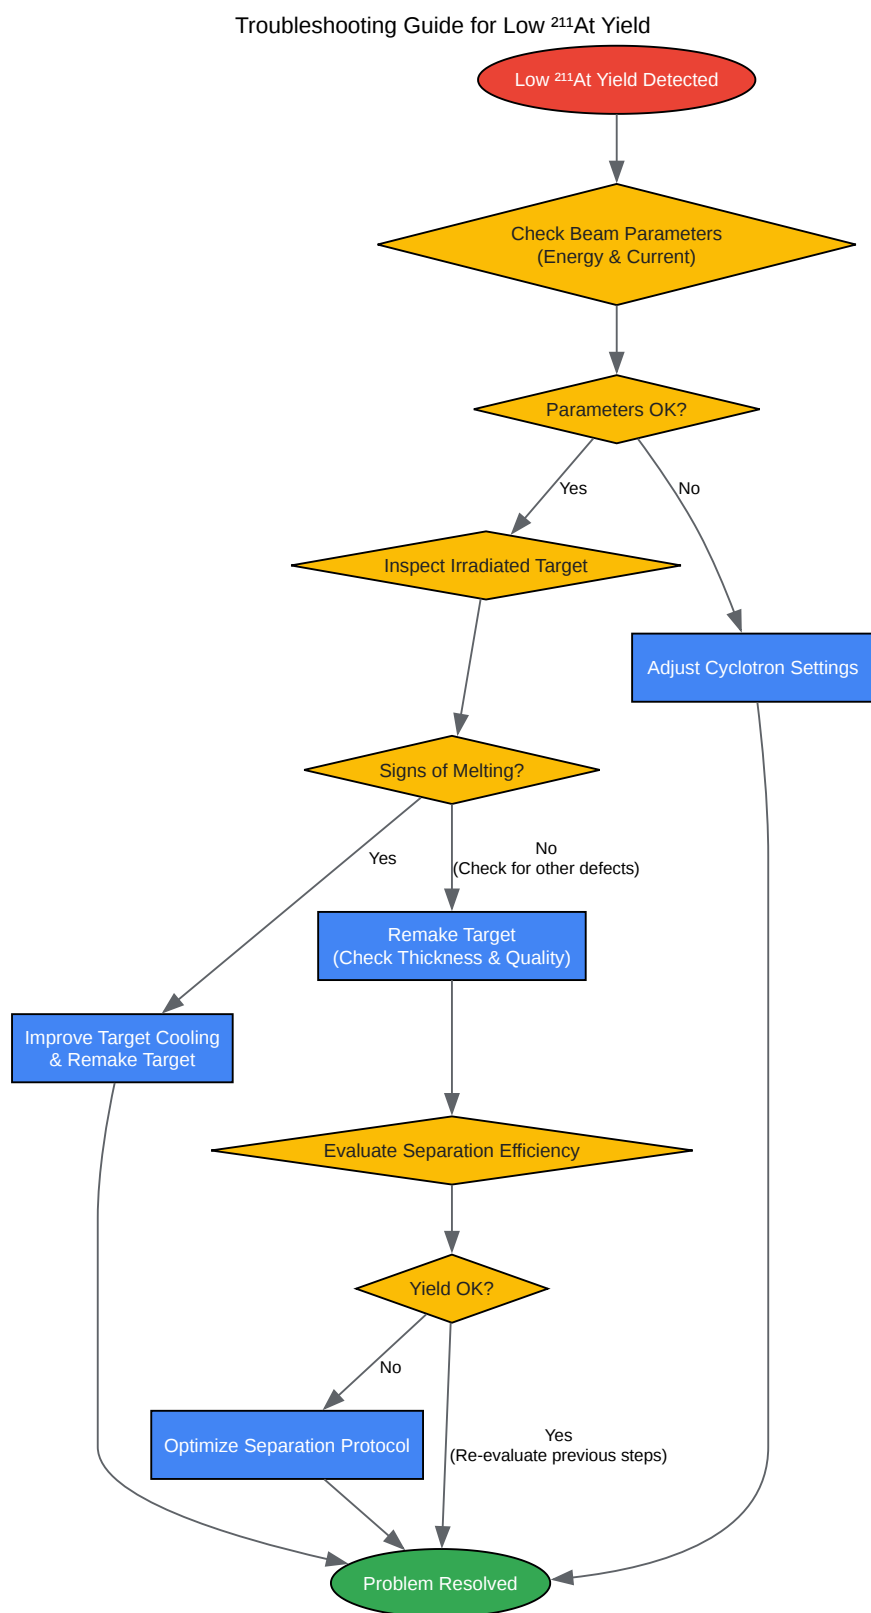 Troubleshooting Guide for Low ²¹¹At Yield
Low ²¹¹At Yield Detected
Check Beam Parameters
(Energy & Current)
Parameters OK?
Yes
No
Inspect Irradiated Target
Adjust Cyclotron Settings
Signs of Melting?
Yes
No
(Check for other defects)
Remake Target
(Check Thickness & Quality)
Improve Target Cooling
& Remake Target
Evaluate Separation Efficiency
Yield OK?
No
Yes
(Re-evaluate previous steps)
Optimize Separation Protocol
Problem Resolved